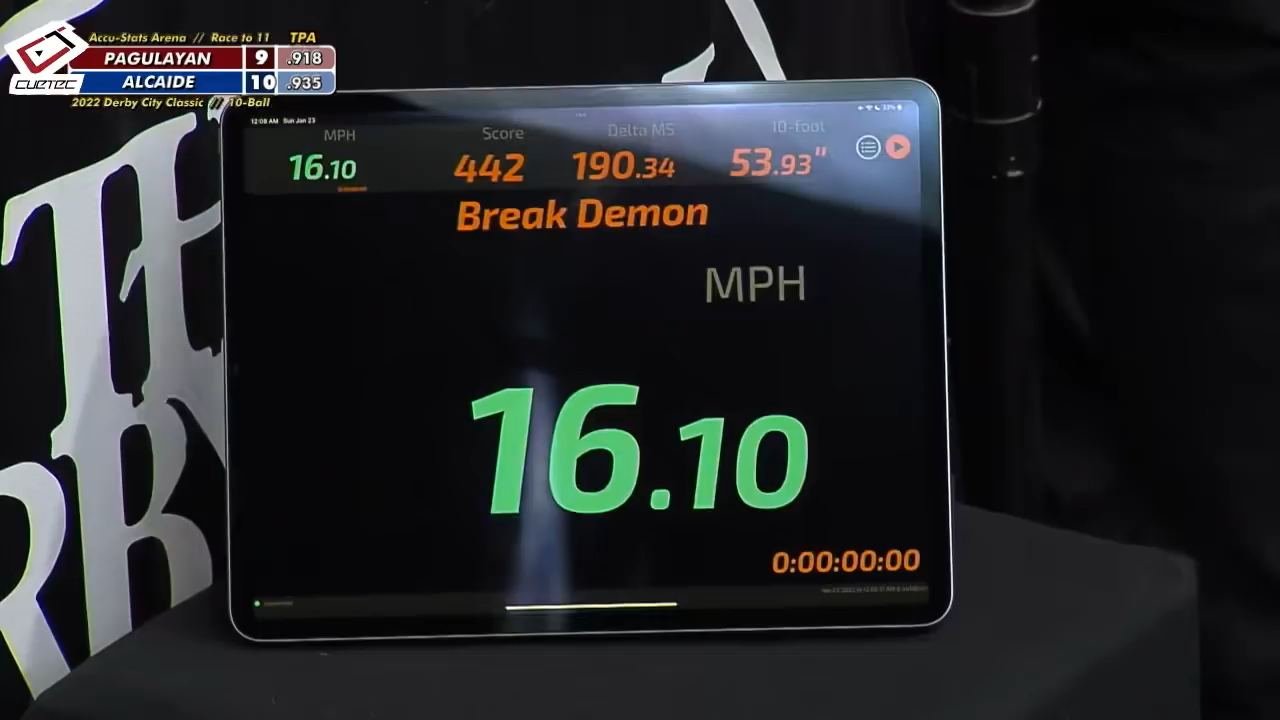 Accu-Stats Arena // Race to 11 TPA
PAGULAYAN 9 .918
ALCAIDE 10 .935
CUETEC
2022 Derby City Classic // 10-Ball
12:08 AM Sun Jan 23
33%
MPH Score Delta MS 10-foot
16.10 442 190.34 53.93"
Break Demon
MPH
16.10
0:00:00:00